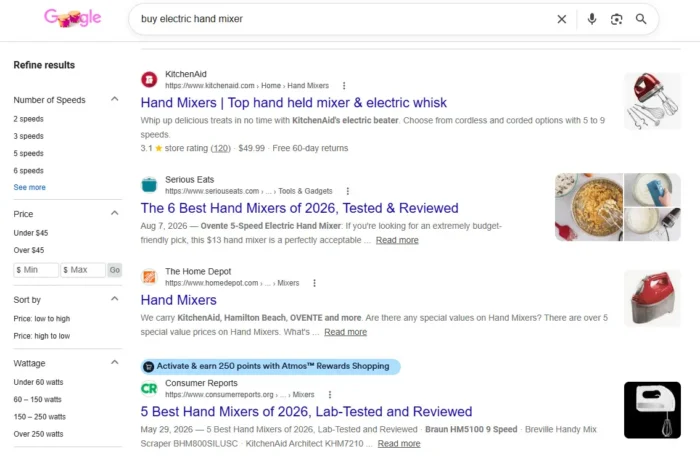 Google
buy electric hand mixer
Refine results
Number of Speeds
2 speeds
3 speeds
5 speeds
6 speeds
See more
Price
Under $45
Over $45
$ Min $ Max Go
Sort by
Price: low to high
Price: high to low
Wattage
Under 60 watts
60 – 150 watts
150 – 250 watts
Over 250 watts
KitchenAid
https://www.kitchenaid.com › Home › Hand Mixers
Hand Mixers | Top hand held mixer & electric whisk
Whip up delicious treats in no time with KitchenAid's electric beater. Choose from cordless and corded options with 5 to 9
speeds.
3.1 ★ store rating (120) · $49.99 · Free 60-day returns
Serious Eats
https://www.seriouseats.com › ... › Tools & Gadgets
The 6 Best Hand Mixers of 2026, Tested & Reviewed
Aug 7, 2026 — Ovente 5-Speed Electric Hand Mixer: If you're looking for an extremely budget-
friendly pick, this $13 hand mixer is a perfectly acceptable ... Read more
The Home Depot
https://www.homedepot.com › ... › Mixers
Hand Mixers
We carry KitchenAid, Hamilton Beach, OVENTE and more. Are there any special values on Hand Mixers? There are over 5
special value prices on Hand Mixers. What's ... Read more
Activate & earn 250 points with Atmos™ Rewards Shopping
CR
Consumer Reports
https://www.consumerreports.org › ... › Mixers
5 Best Hand Mixers of 2026, Lab-Tested and Reviewed
May 29, 2026 — 5 Best Hand Mixers of 2026, Lab-Tested and Reviewed · Braun HM5100 9 Speed · Breville Handy Mix
Scraper BHM800SILUSC · KitchenAid Architect KHM7210 ... Read more